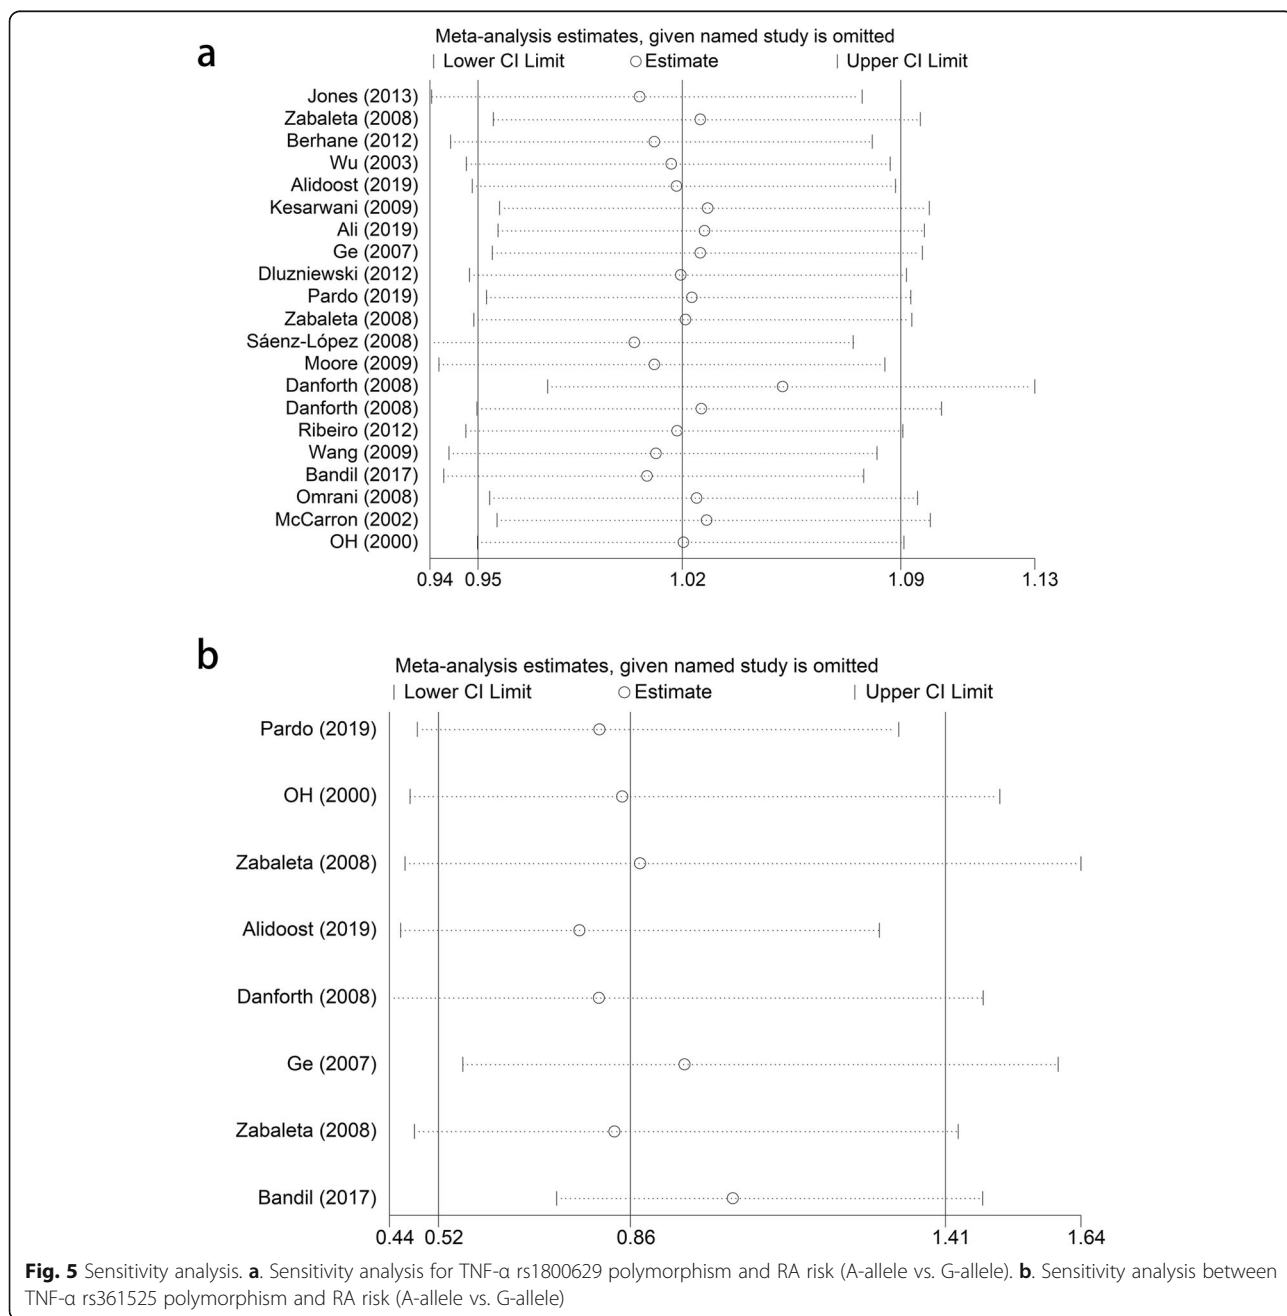 a
Meta-analysis estimates, given named study is omitted
Lower CI Limit Estimate Upper CI Limit
Jones (2013)
Zabaleta (2008)
Berhane (2012)
Wu (2003)
Alidoost (2019)
Kesarwani (2009)
Ali (2019)
Ge (2007)
Dluzniewski (2012)
Pardo (2019)
Zabaleta (2008)
Sáenz-López (2008)
Moore (2009)
Danforth (2008)
Danforth (2008)
Ribeiro (2012)
Wang (2009)
Bandil (2017)
Omrani (2008)
McCarron (2002)
OH (2000)
0.94 0.95 1.02 1.09 1.13
b
Meta-analysis estimates, given named study is omitted
Lower CI Limit Estimate Upper CI Limit
Pardo (2019)
OH (2000)
Zabaleta (2008)
Alidoost (2019)
Danforth (2008)
Ge (2007)
Zabaleta (2008)
Bandil (2017)
0.44 0.52 0.86 1.41 1.64
Fig. 5 Sensitivity analysis. a. Sensitivity analysis for TNF-α rs1800629 polymorphism and RA risk (A-allele vs. G-allele). b. Sensitivity analysis between
TNF-α rs361525 polymorphism and RA risk (A-allele vs. G-allele)